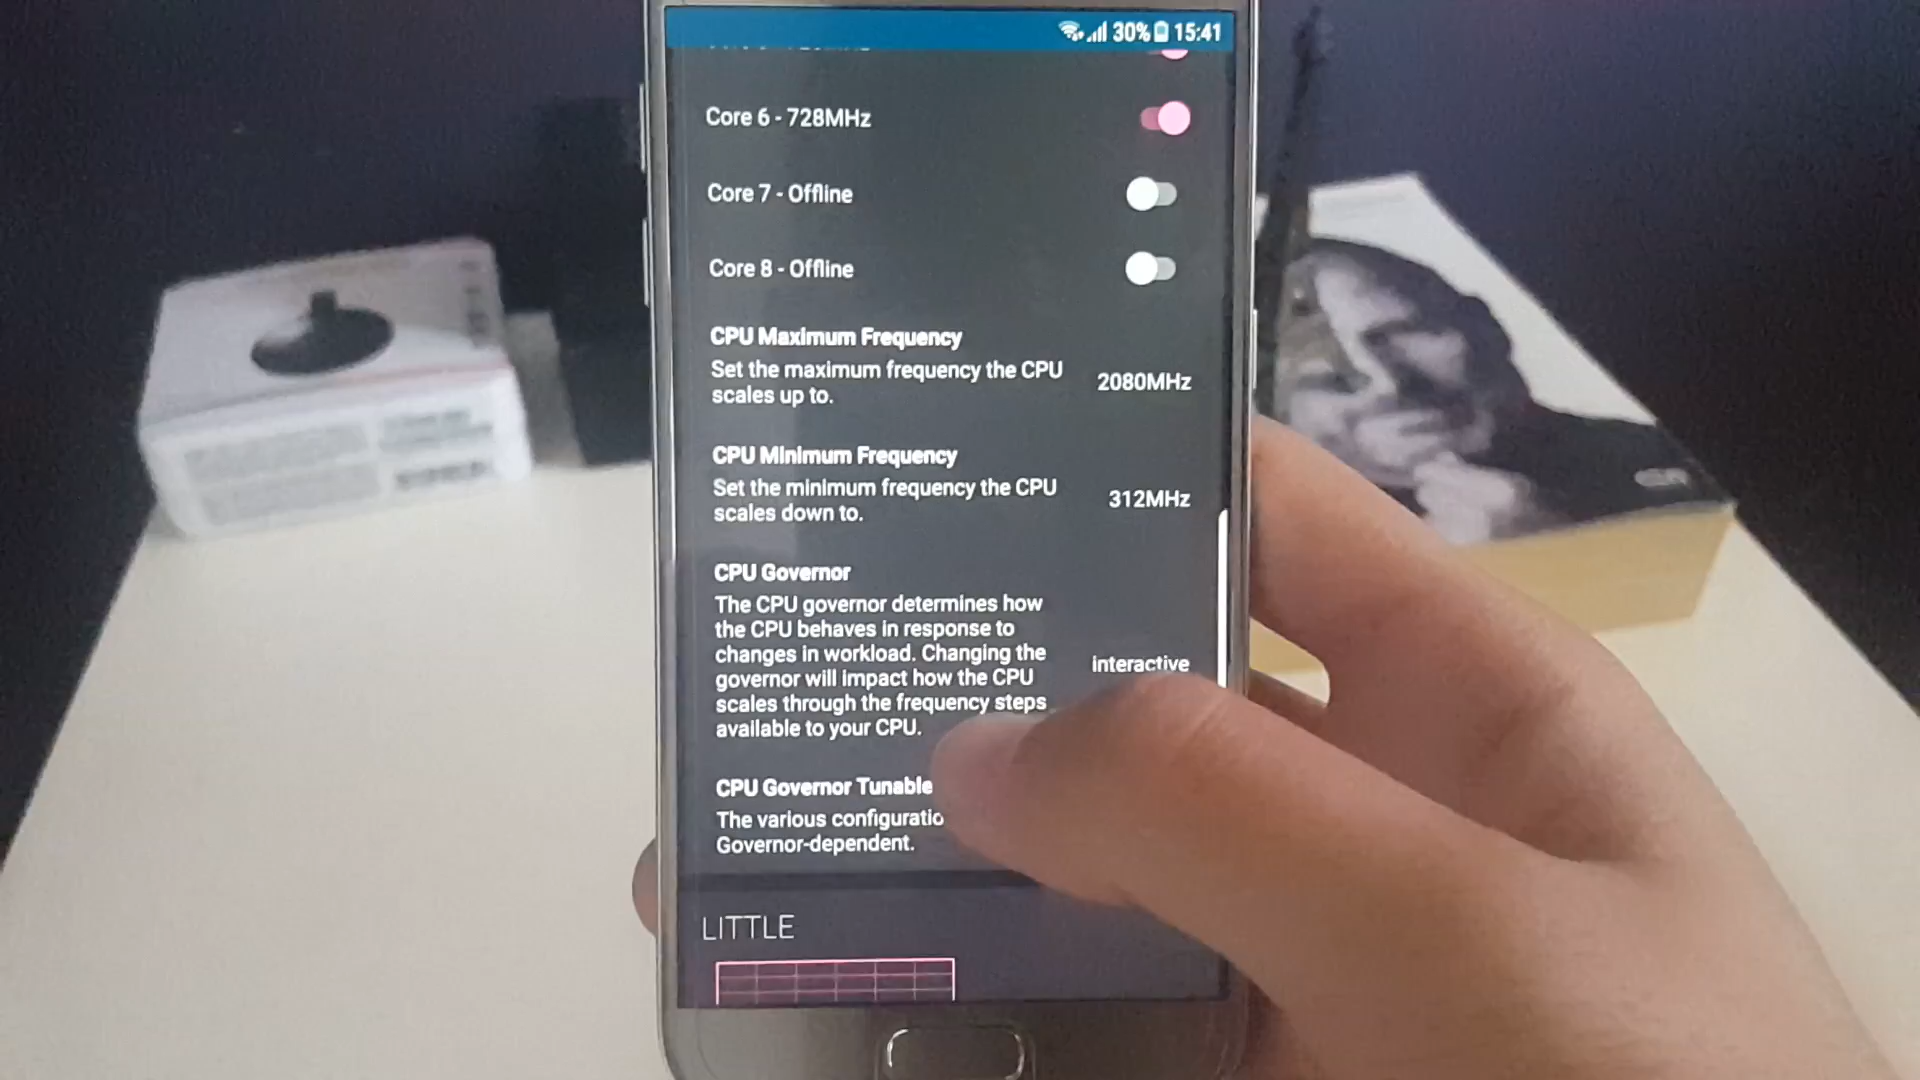 30% 15:41
Core 6 - 728MHz
Core 7 - Offline
Core 8 - Offline
CPU Maximum Frequency
Set the maximum frequency the CPU
scales up to.
2080MHz
CPU Minimum Frequency
Set the minimum frequency the CPU
scales down to.
312MHz
CPU Governor
The CPU governor determines how
the CPU behaves in response to
changes in workload. Changing the
governor will impact how the CPU
scales through the frequency steps
available to your CPU.
interactive
CPU Governor Tunable
The various configuratio
Governor-dependent.
LITTLE